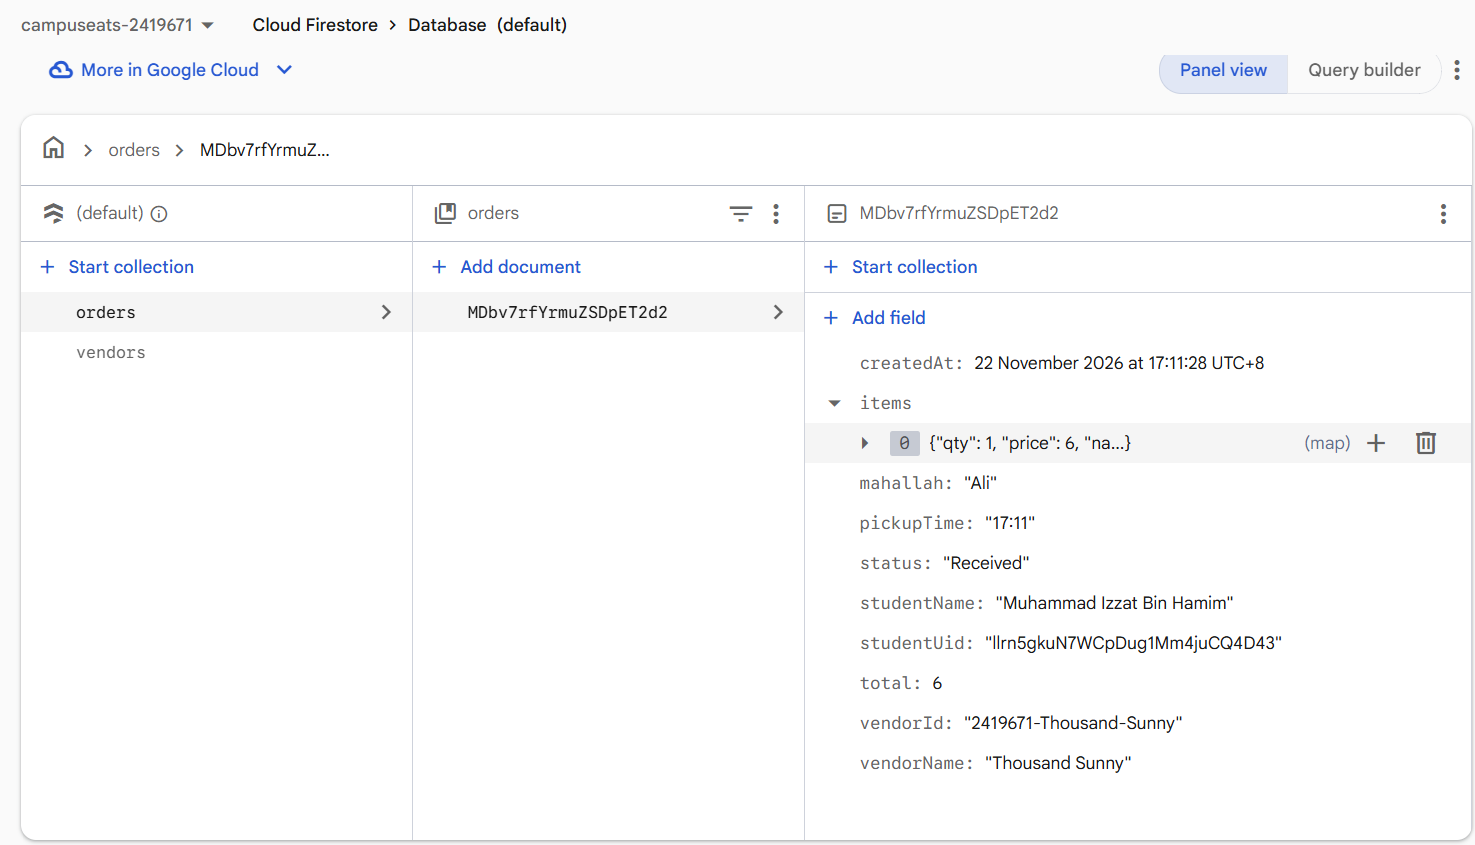 campuseats-2419671 Cloud Firestore Database (default)
More in Google Cloud Panel view Query builder
orders MDbv7rfYrmuZ...
(default) orders MDbv7rfYrmuZSDpET2d2
+ Start collection + Add document + Start collection
orders MDbv7rfYrmuZSDpET2d2
+ Add field
vendors
createdAt: 22 November 2026 at 17:11:28 UTC+8
items
0 {"qty": 1, "price": 6, "na...} (map)
mahallah: "Ali"
pickupTime: "17:11"
status: "Received"
studentName: "Muhammad Izzat Bin Hamim"
studentUid: "llrn5gkuN7WCpDug1Mm4juCQ4D43"
total: 6
vendorId: "2419671-Thousand-Sunny"
vendorName: "Thousand Sunny"